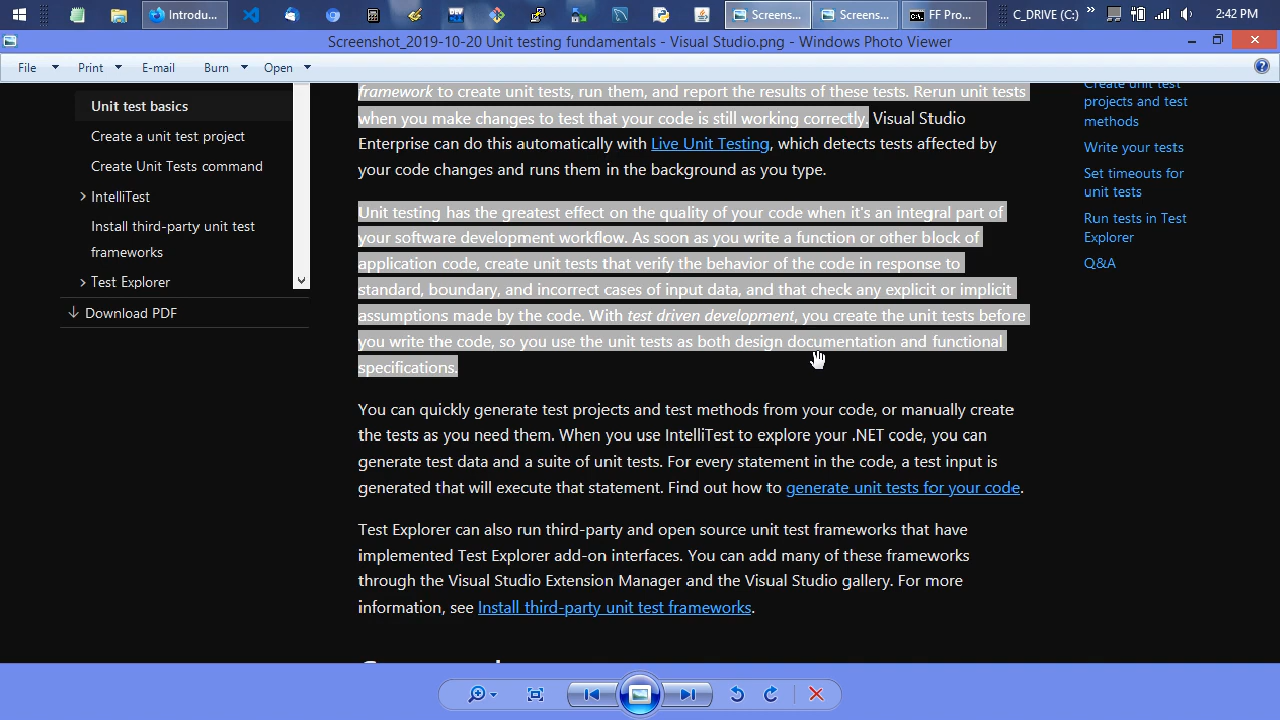 Introdu...
Screens...
Screens...
FF Pro...
C_DRIVE (C:)
2:42 PM
Screenshot_2019-10-20 Unit testing fundamentals - Visual Studio.png - Windows Photo Viewer
File
Print
E-mail
Burn
Open
Unit test basics
Create a unit test project
Create Unit Tests command
IntelliTest
Install third-party unit test
frameworks
Test Explorer
Download PDF
framework to create unit tests, run them, and report the results of these tests. Rerun unit tests
when you make changes to test that your code is still working correctly. Visual Studio
Enterprise can do this automatically with Live Unit Testing, which detects tests affected by
your code changes and runs them in the background as you type.
Unit testing has the greatest effect on the quality of your code when it's an integral part of
your software development workflow. As soon as you write a function or other block of
application code, create unit tests that verify the behavior of the code in response to
standard, boundary, and incorrect cases of input data, and that check any explicit or implicit
assumptions made by the code. With test driven development, you create the unit tests before
you write the code, so you use the unit tests as both design documentation and functional
specifications.
You can quickly generate test projects and test methods from your code, or manually create
the tests as you need them. When you use IntelliTest to explore your .NET code, you can
generate test data and a suite of unit tests. For every statement in the code, a test input is
generated that will execute that statement. Find out how to generate unit tests for your code.
Test Explorer can also run third-party and open source unit test frameworks that have
implemented Test Explorer add-on interfaces. You can add many of these frameworks
through the Visual Studio Extension Manager and the Visual Studio gallery. For more
information, see Install third-party unit test frameworks.
Create unit test
projects and test
methods
Write your tests
Set timeouts for
unit tests
Run tests in Test
Explorer
Q&A